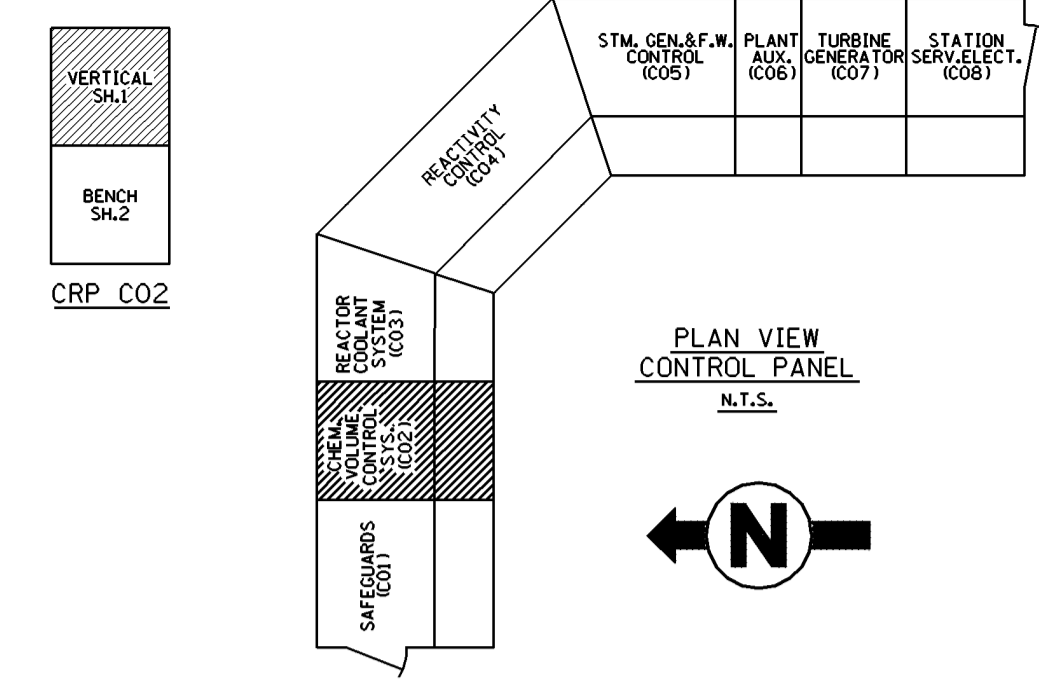 VERTICAL
SH.1
BENCH
SH.2
CRP C02
STM. GEN.&F.W.
CONTROL
(C05)
PLANT
AUX.
(C06)
TURBINE
GENERATOR
(C07)
STATION
SERV.ELECT.
(C08)
REACTIVITY
CONTROL
(C04)
REACTOR
COOLANT
SYSTEM
(C03)
CHEM.
VOLUME
CONTROL
SYS.
(C02)
SAFEGUARDS
(C01)
PLAN VIEW
CONTROL PANEL
N.T.S.
N